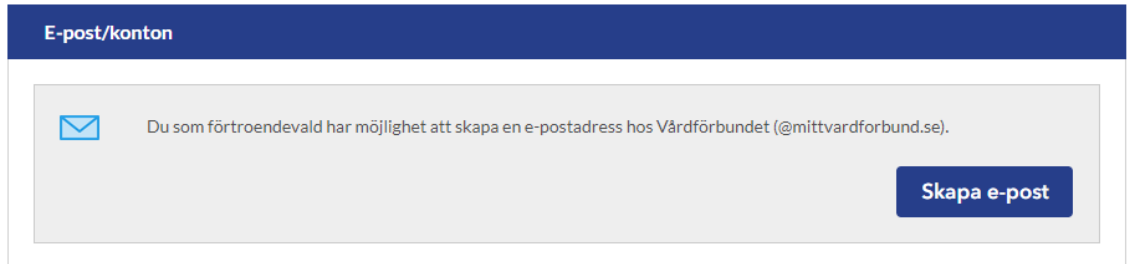 E-post/konton
Du som förtroendevald har möjlighet att skapa en e-postadress hos Vårdförbundet (@mittvardforbund.se).
Skapa e-post